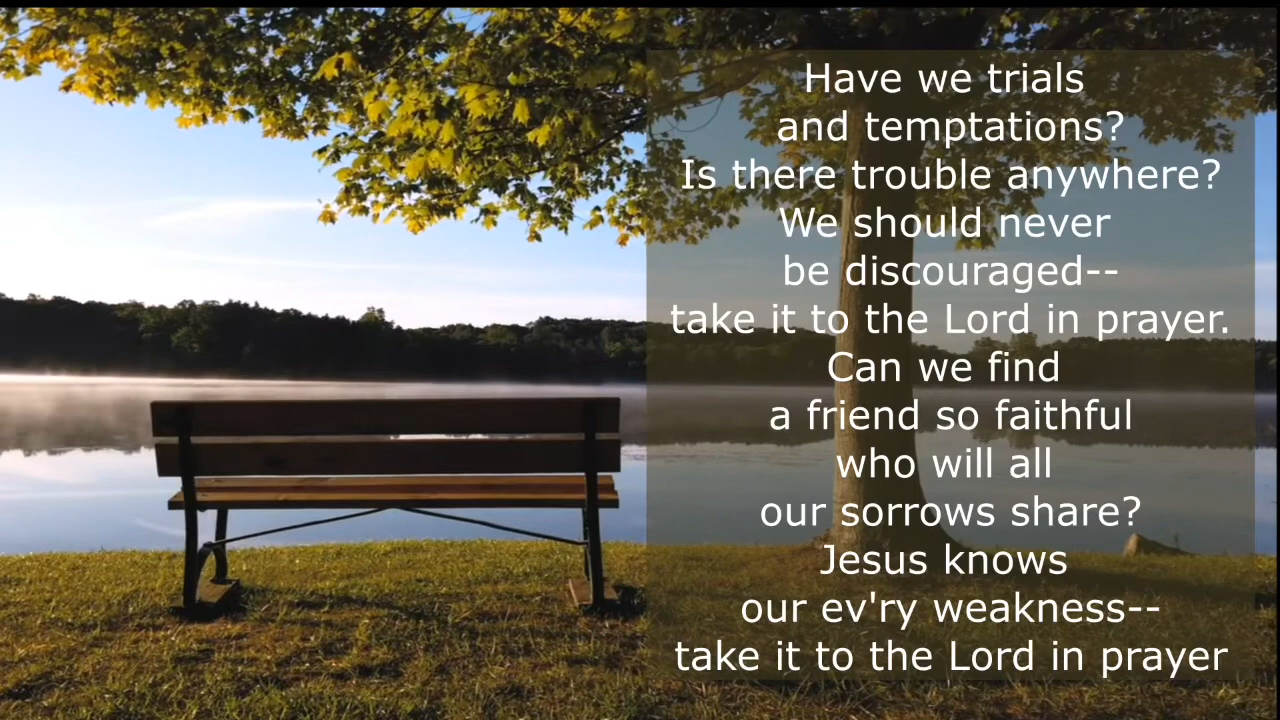 Have we trials
and temptations?
Is there trouble anywhere?
We should never
be discouraged--
take it to the Lord in prayer.
Can we find
a friend so faithful
who will all
our sorrows share?
Jesus knows
our ev'ry weakness--
take it to the Lord in prayer